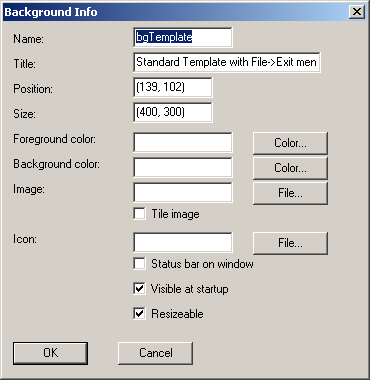 Background Info
Name: bgTemplate
Title: Standard Template with File->Exit men
Position: (139, 102)
Size: (400, 300)
Foreground color: Color...
Background color: Color...
Image: File...
Tile image
Icon: File...
Status bar on window
Visible at startup
Resizeable
OK Cancel